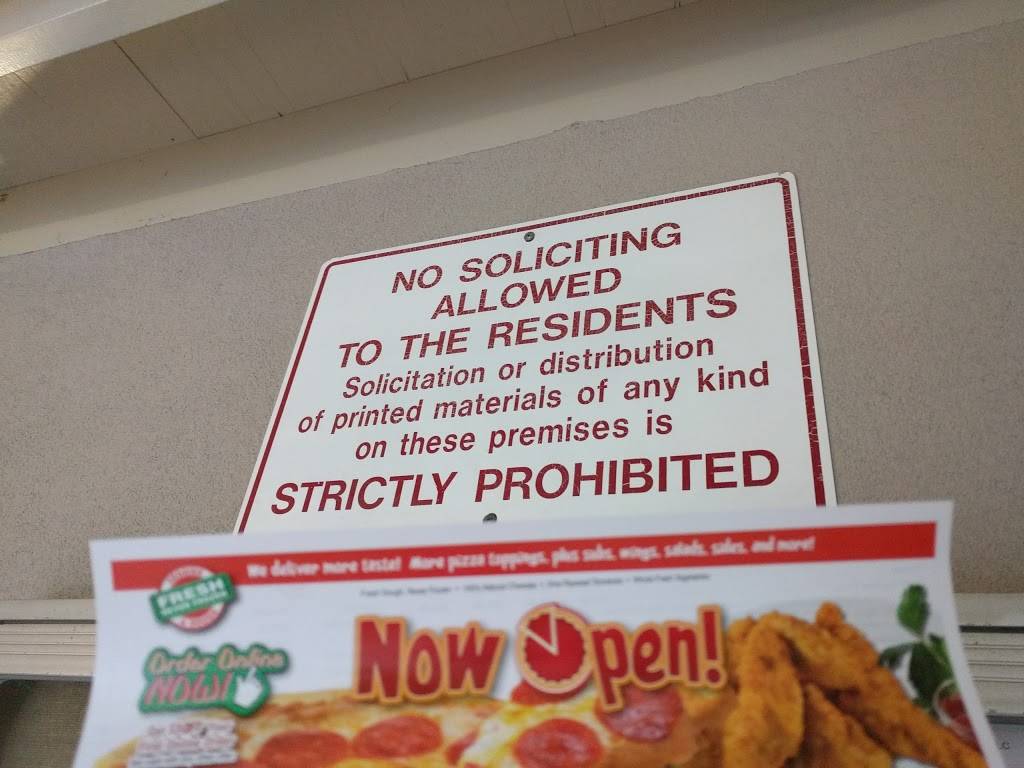 NO SOLICITING
ALLOWED
TO THE RESIDENTS
Solicitation or distribution
of printed materials of any kind
on these premises is
STRICTLY PROHIBITED
We deliver more taste! More pizza toppings, plus subs, wings, salads, sides, and more!
FRESH
Order Online
NOW!
Now Open!